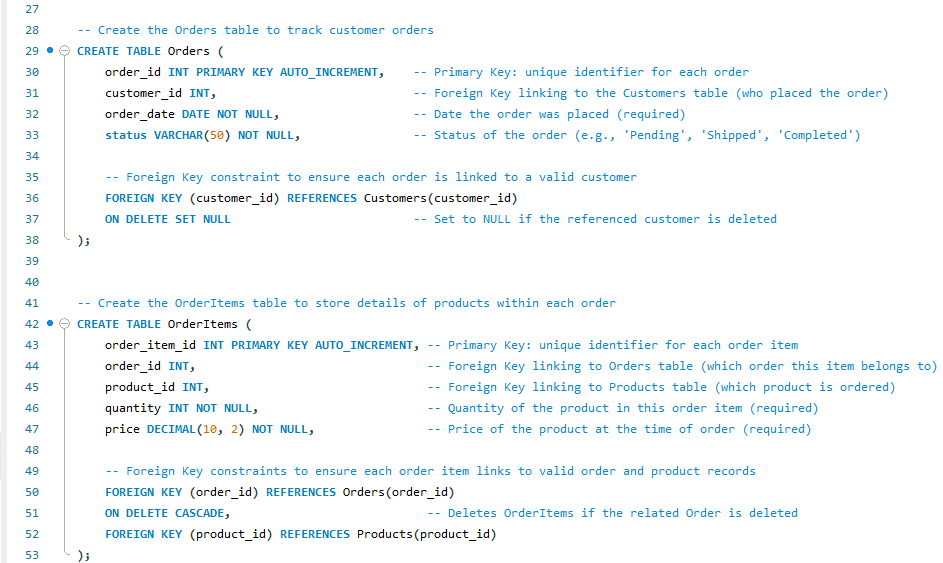 27
28 -- Create the Orders table to track customer orders
29 CREATE TABLE Orders (
30 order_id INT PRIMARY KEY AUTO_INCREMENT, -- Primary Key: unique identifier for each order
31 customer_id INT, -- Foreign Key linking to the Customers table (who placed the order)
32 order_date DATE NOT NULL, -- Date the order was placed (required)
33 status VARCHAR(50) NOT NULL, -- Status of the order (e.g., 'Pending', 'Shipped', 'Completed')
34
35 -- Foreign Key constraint to ensure each order is linked to a valid customer
36 FOREIGN KEY (customer_id) REFERENCES Customers(customer_id)
37 ON DELETE SET NULL -- Set to NULL if the referenced customer is deleted
38 );
39
40
41 -- Create the OrderItems table to store details of products within each order
42 CREATE TABLE OrderItems (
43 order_item_id INT PRIMARY KEY AUTO_INCREMENT, -- Primary Key: unique identifier for each order item
44 order_id INT, -- Foreign Key linking to Orders table (which order this item belongs to)
45 product_id INT, -- Foreign Key linking to Products table (which product is ordered)
46 quantity INT NOT NULL, -- Quantity of the product in this order item (required)
47 price DECIMAL(10, 2) NOT NULL, -- Price of the product at the time of order (required)
48
49 -- Foreign Key constraints to ensure each order item links to valid order and product records
50 FOREIGN KEY (order_id) REFERENCES Orders(order_id)
51 ON DELETE CASCADE, -- Deletes OrderItems if the related Order is deleted
52 FOREIGN KEY (product_id) REFERENCES Products(product_id)
53 );